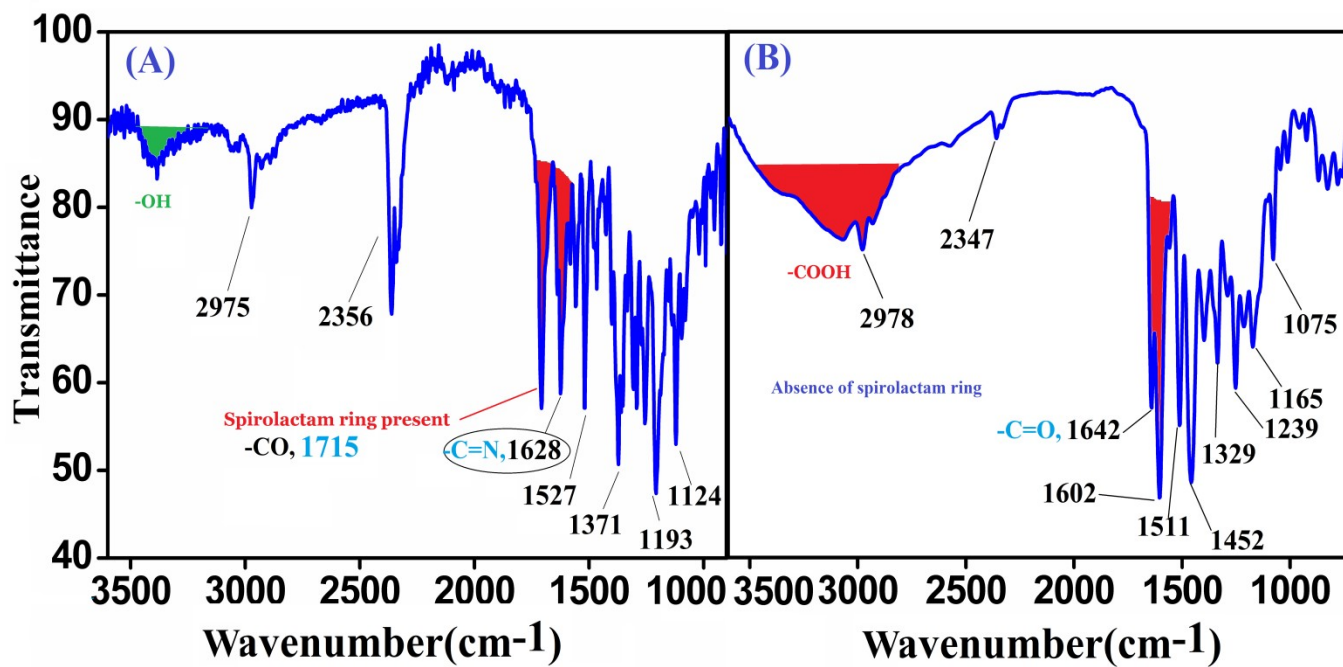 (A)
(B)
Transmittance
100
90
80
70
60
50
40
-OH
2975
2356
Spirolactam ring present
-CO, 1715
-C=N, 1628
1527
1371
1193
1124
3500
3000
2500
2000
1500
1000
Wavenumber(cm-1)
-COOH
2978
2347
Absence of spirolactam ring
-C=O, 1642
1602
1511
1452
1329
1239
1165
1075
3500
3000
2500
2000
1500
1000
Wavenumber(cm-1)